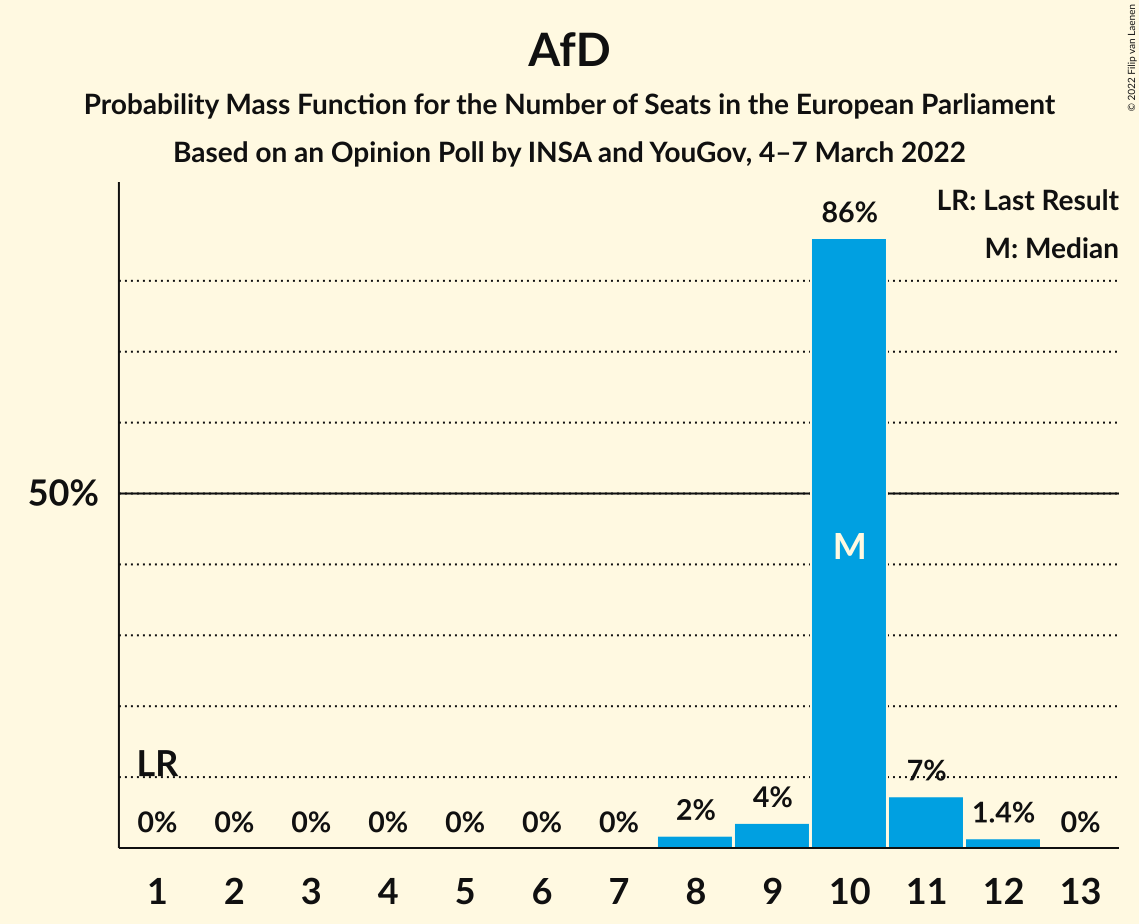 AfD
Probability Mass Function for the Number of Seats in the European Parliament
Based on an Opinion Poll by INSA and YouGov, 4–7 March 2022
© 2022 Filip van Laenen
LR: Last Result
M: Median
86%
50%
M
LR
0% 0% 0% 0% 0% 0% 0% 2% 4% 7% 1.4% 0%
1 2 3 4 5 6 7 8 9 10 11 12 13